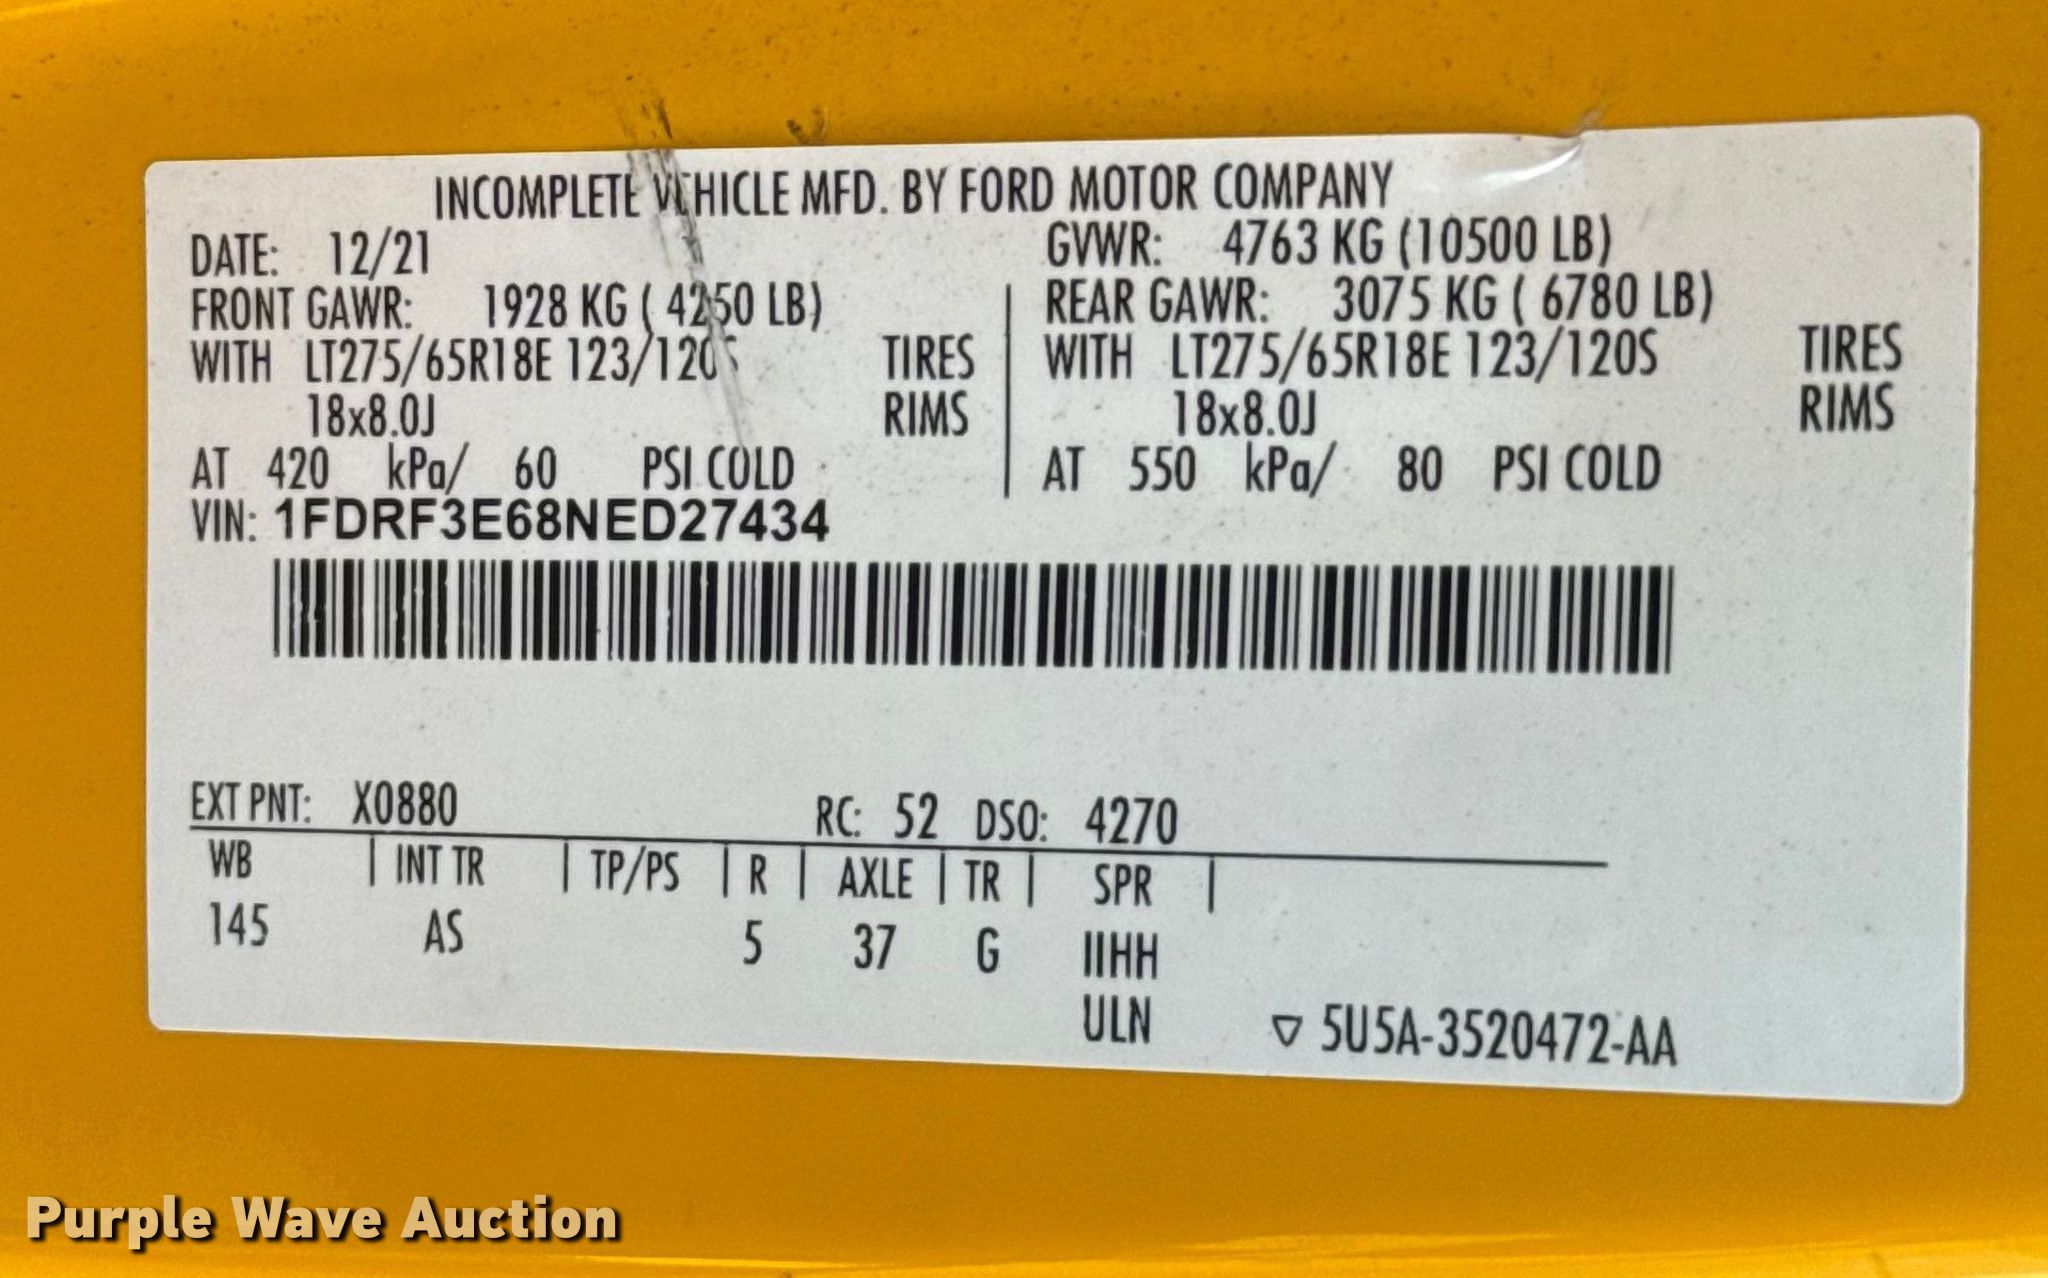 INCOMPLETE VEHICLE MFD. BY FORD MOTOR COMPANY
DATE: 12/21 GVWR: 4763 KG (10500 LB)
FRONT GAWR: 1928 KG ( 4250 LB) REAR GAWR: 3075 KG ( 6780 LB)
WITH LT275/65R18E 123/120S TIRES WITH LT275/65R18E 123/120S TIRES
18x8.0J RIMS 18x8.0J RIMS
AT 420 kPa/ 60 PSI COLD AT 550 kPa/ 80 PSI COLD
VIN: 1FDRF3E68NED27434
EXT PNT: X0880 RC: 52 DSO: 4270
WB | INT TR | TP/PS | R | AXLE | TR | SPR |
145 AS 5 37 G IIHH
ULN ▽ 5U5A-3520472-AA
Purple Wave Auction